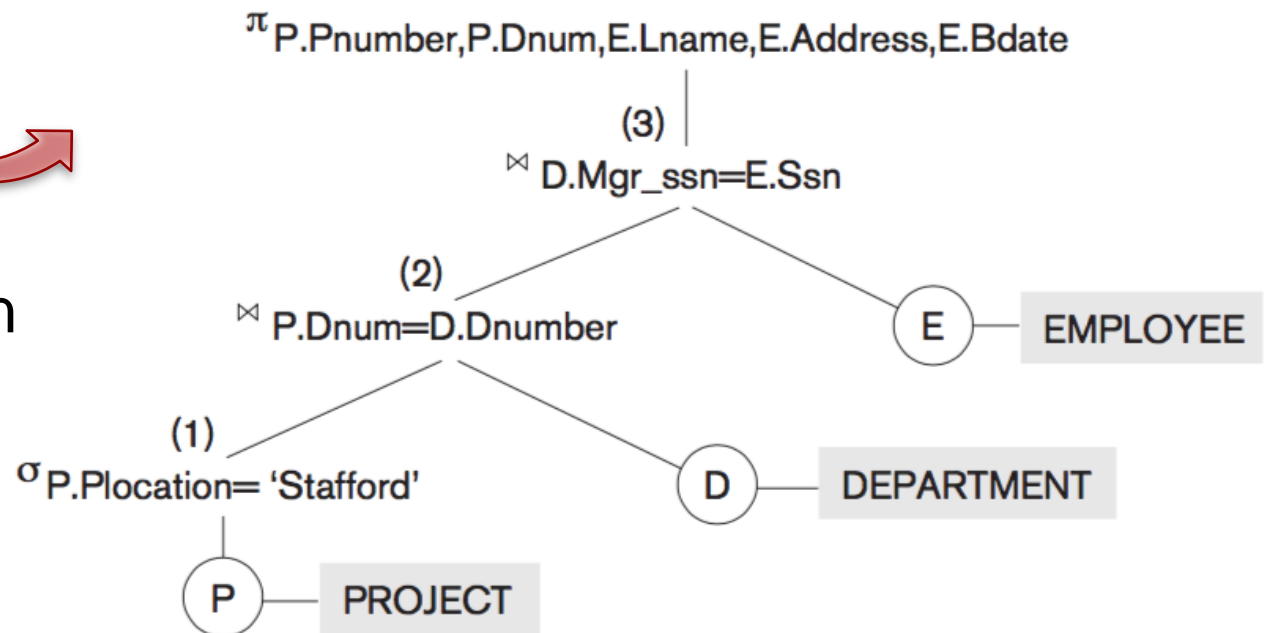 π P.Pnumber,P.Dnum,E.Lname,E.Address,E.Bdate
(3)
⋈ D.Mgr_ssn=E.Ssn
(2)
n
⋈ P.Dnum=D.Dnumber
E
EMPLOYEE
(1)
σ P.Plocation= ‘Stafford’
D
DEPARTMENT
P
PROJECT